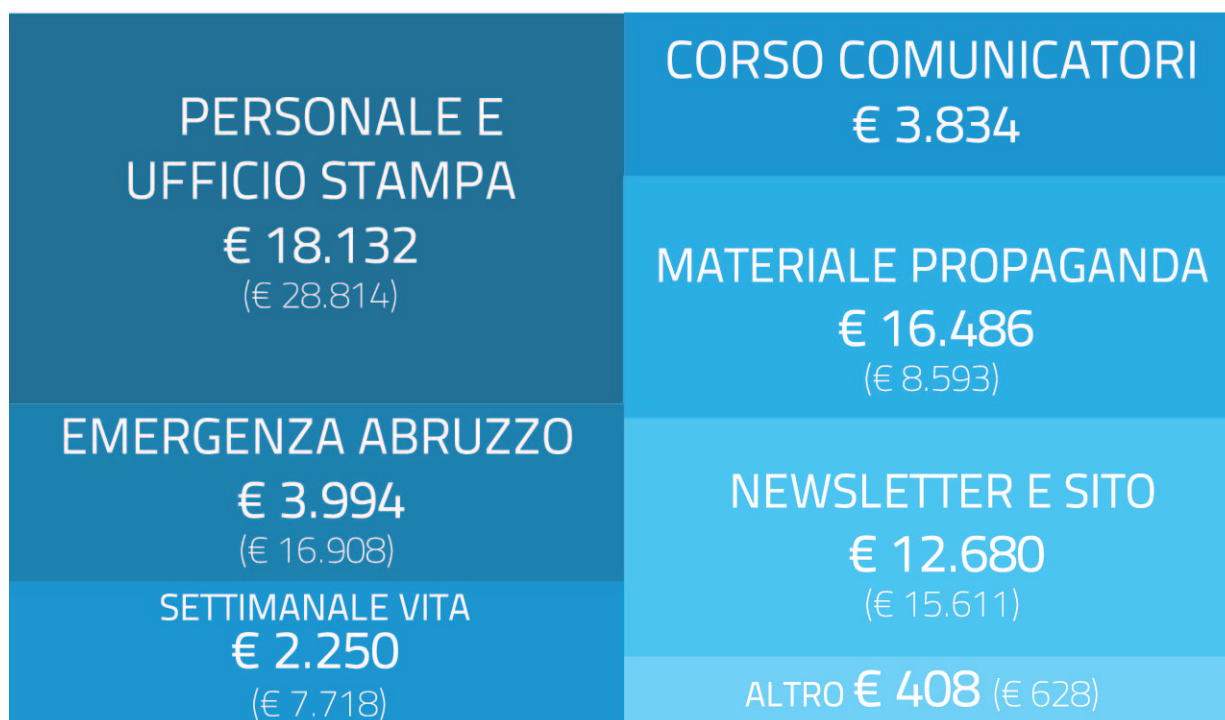 PERSONALE E
UFFICIO STAMPA
€ 18.132
(€ 28.814)
EMERGENZA ABRUZZO
€ 3.994
(€ 16.908)
SETTIMANALE VITA
€ 2.250
(€ 7.718)
CORSO COMUNICATORI
€ 3.834
MATERIALE PROPAGANDA
€ 16.486
(€ 8.593)
NEWSLETTER E SITO
€ 12.680
(€ 15.611)
ALTRO € 408 (€ 628)